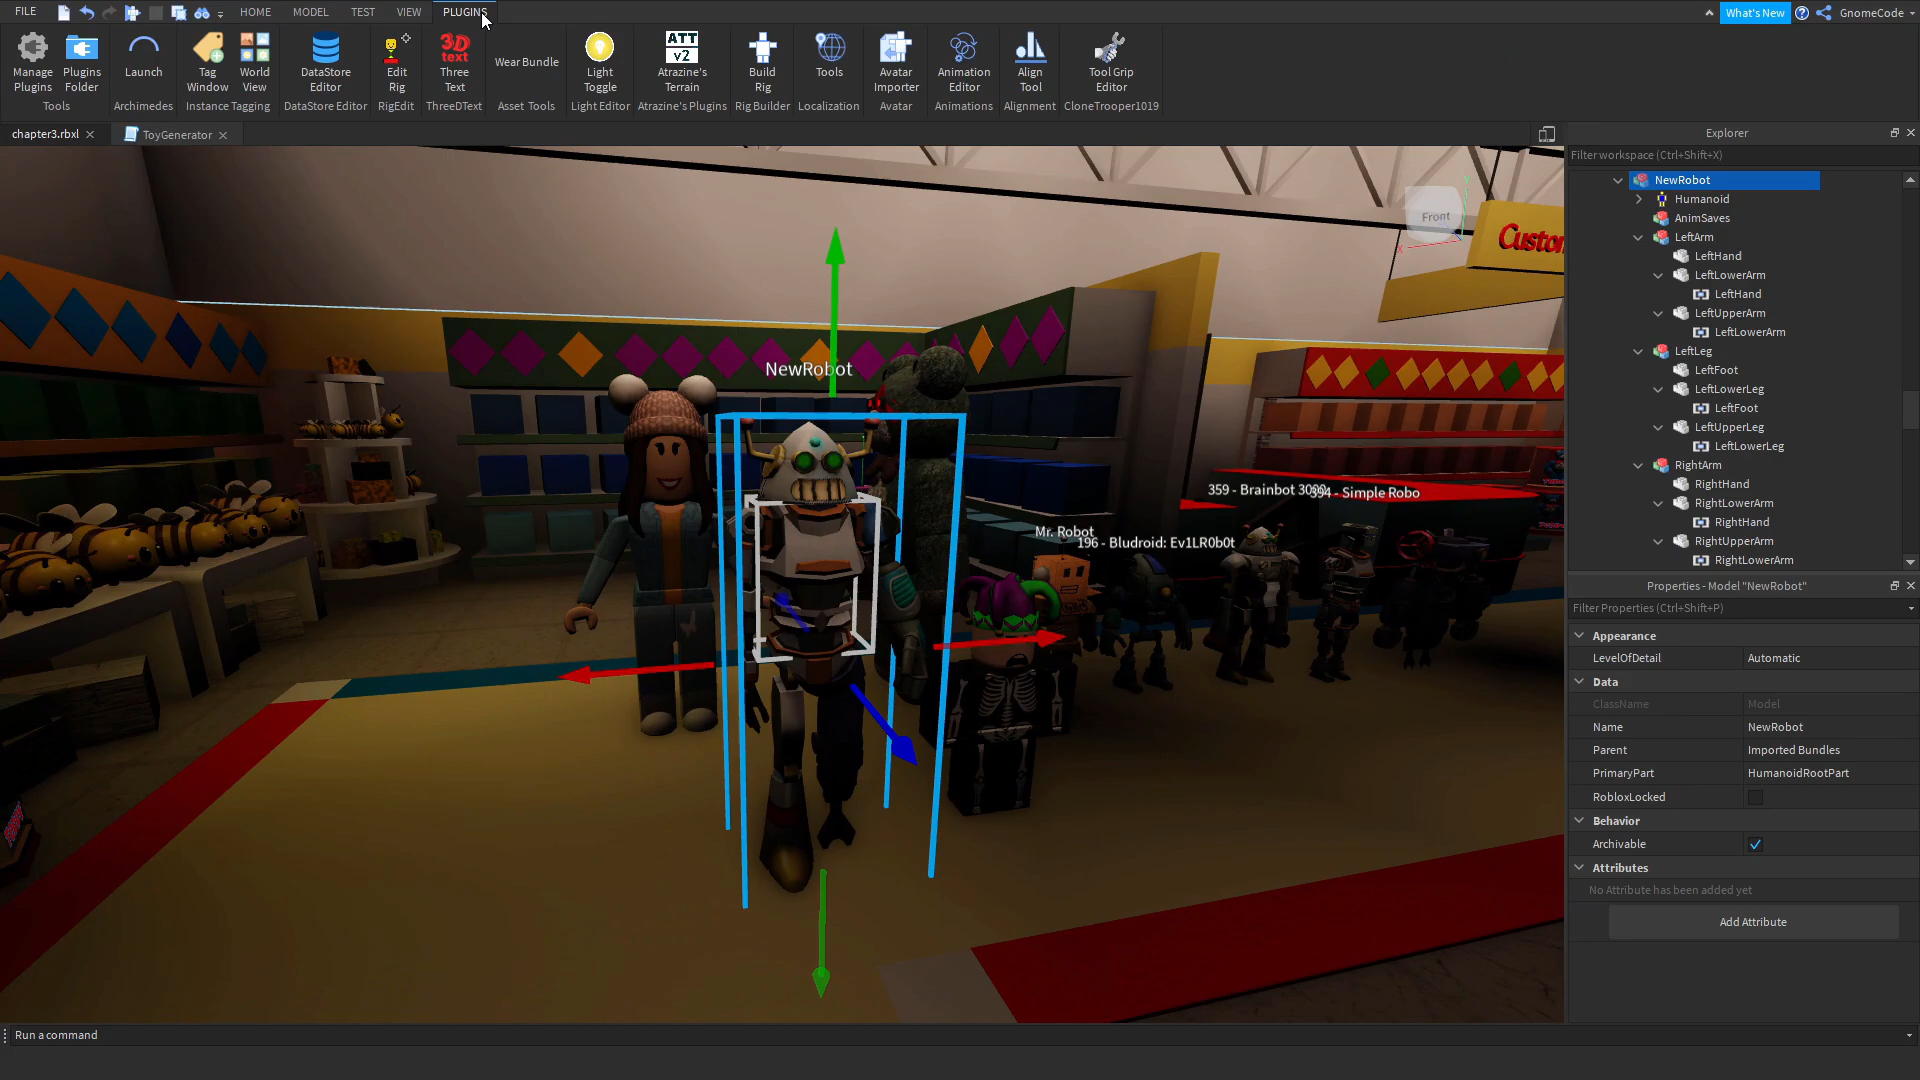 FILE
HOME
MODEL
TEST
VIEW
PLUGINS
What's New
GnomeCode
Manage Plugins
Plugins Folder
Tools
Launch
Archimedes
Tag Window
World View
Instance Tagging
DataStore Editor
DataStore Editor
Edit Rig
RigEdit
3D text
Three Text
ThreeDText
Wear Bundle
Asset Tools
Light Toggle
Light Editor
ATT v2
Atrazine's Terrain
Atrazine's Plugins
Build Rig
Rig Builder
Tools
Localization
Avatar Importer
Avatar
Animation Editor
Animations
Align Tool
Alignment
Tool Grip Editor
CloneTrooper1019
chapter3.rbxl
ToyGenerator
Front
Y
X
Custom
NewRobot
359 - Brainbot 3000
394 - Simple Robo
Mr. Robot
196 - Bludroid: Ev1LR0b0t
Explorer
Filter workspace (Ctrl+Shift+X)
NewRobot
Humanoid
AnimSaves
LeftArm
LeftHand
LeftLowerArm
LeftHand
LeftUpperArm
LeftLowerArm
LeftLeg
LeftFoot
LeftLowerLeg
LeftFoot
LeftUpperLeg
LeftLowerLeg
RightArm
RightHand
RightLowerArm
RightHand
RightUpperArm
RightLowerArm
Properties - Model "NewRobot"
Filter Properties (Ctrl+Shift+P)
Appearance
LevelOfDetail Automatic
Data
ClassName Model
Name NewRobot
Parent Imported Bundles
PrimaryPart HumanoidRootPart
RobloxLocked
Behavior
Archivable
Attributes
No Attribute has been added yet
Add Attribute
Run a command